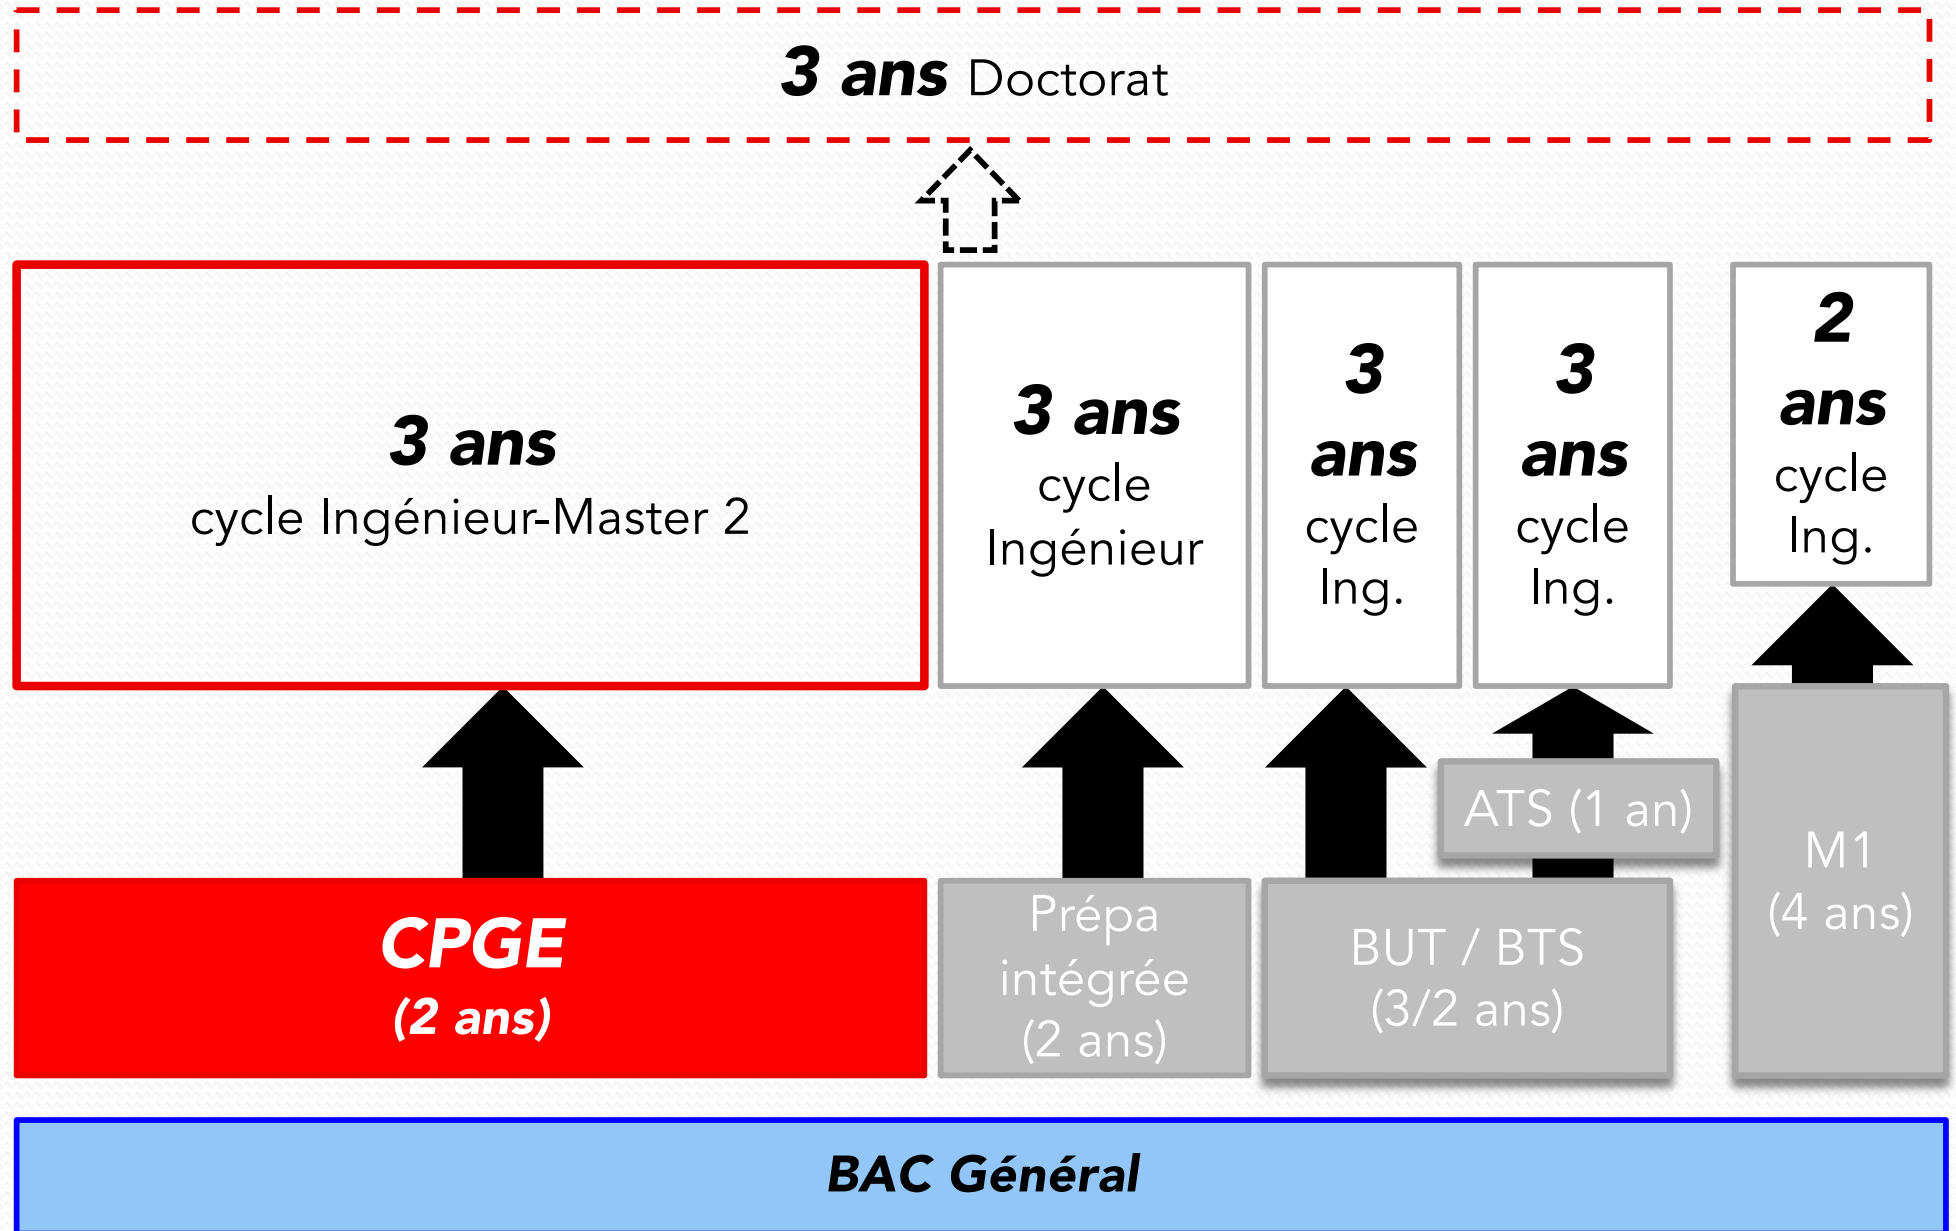 3 ans Doctorat
3 ans
cycle Ingénieur-Master 2
3 ans
cycle
Ingénieur
3
ans
cycle
Ing.
3
ans
cycle
Ing.
2
ans
cycle
Ing.
CPGE
(2 ans)
Prépa
intégrée
(2 ans)
BUT / BTS
(3/2 ans)
ATS (1 an)
M1
(4 ans)
BAC Général